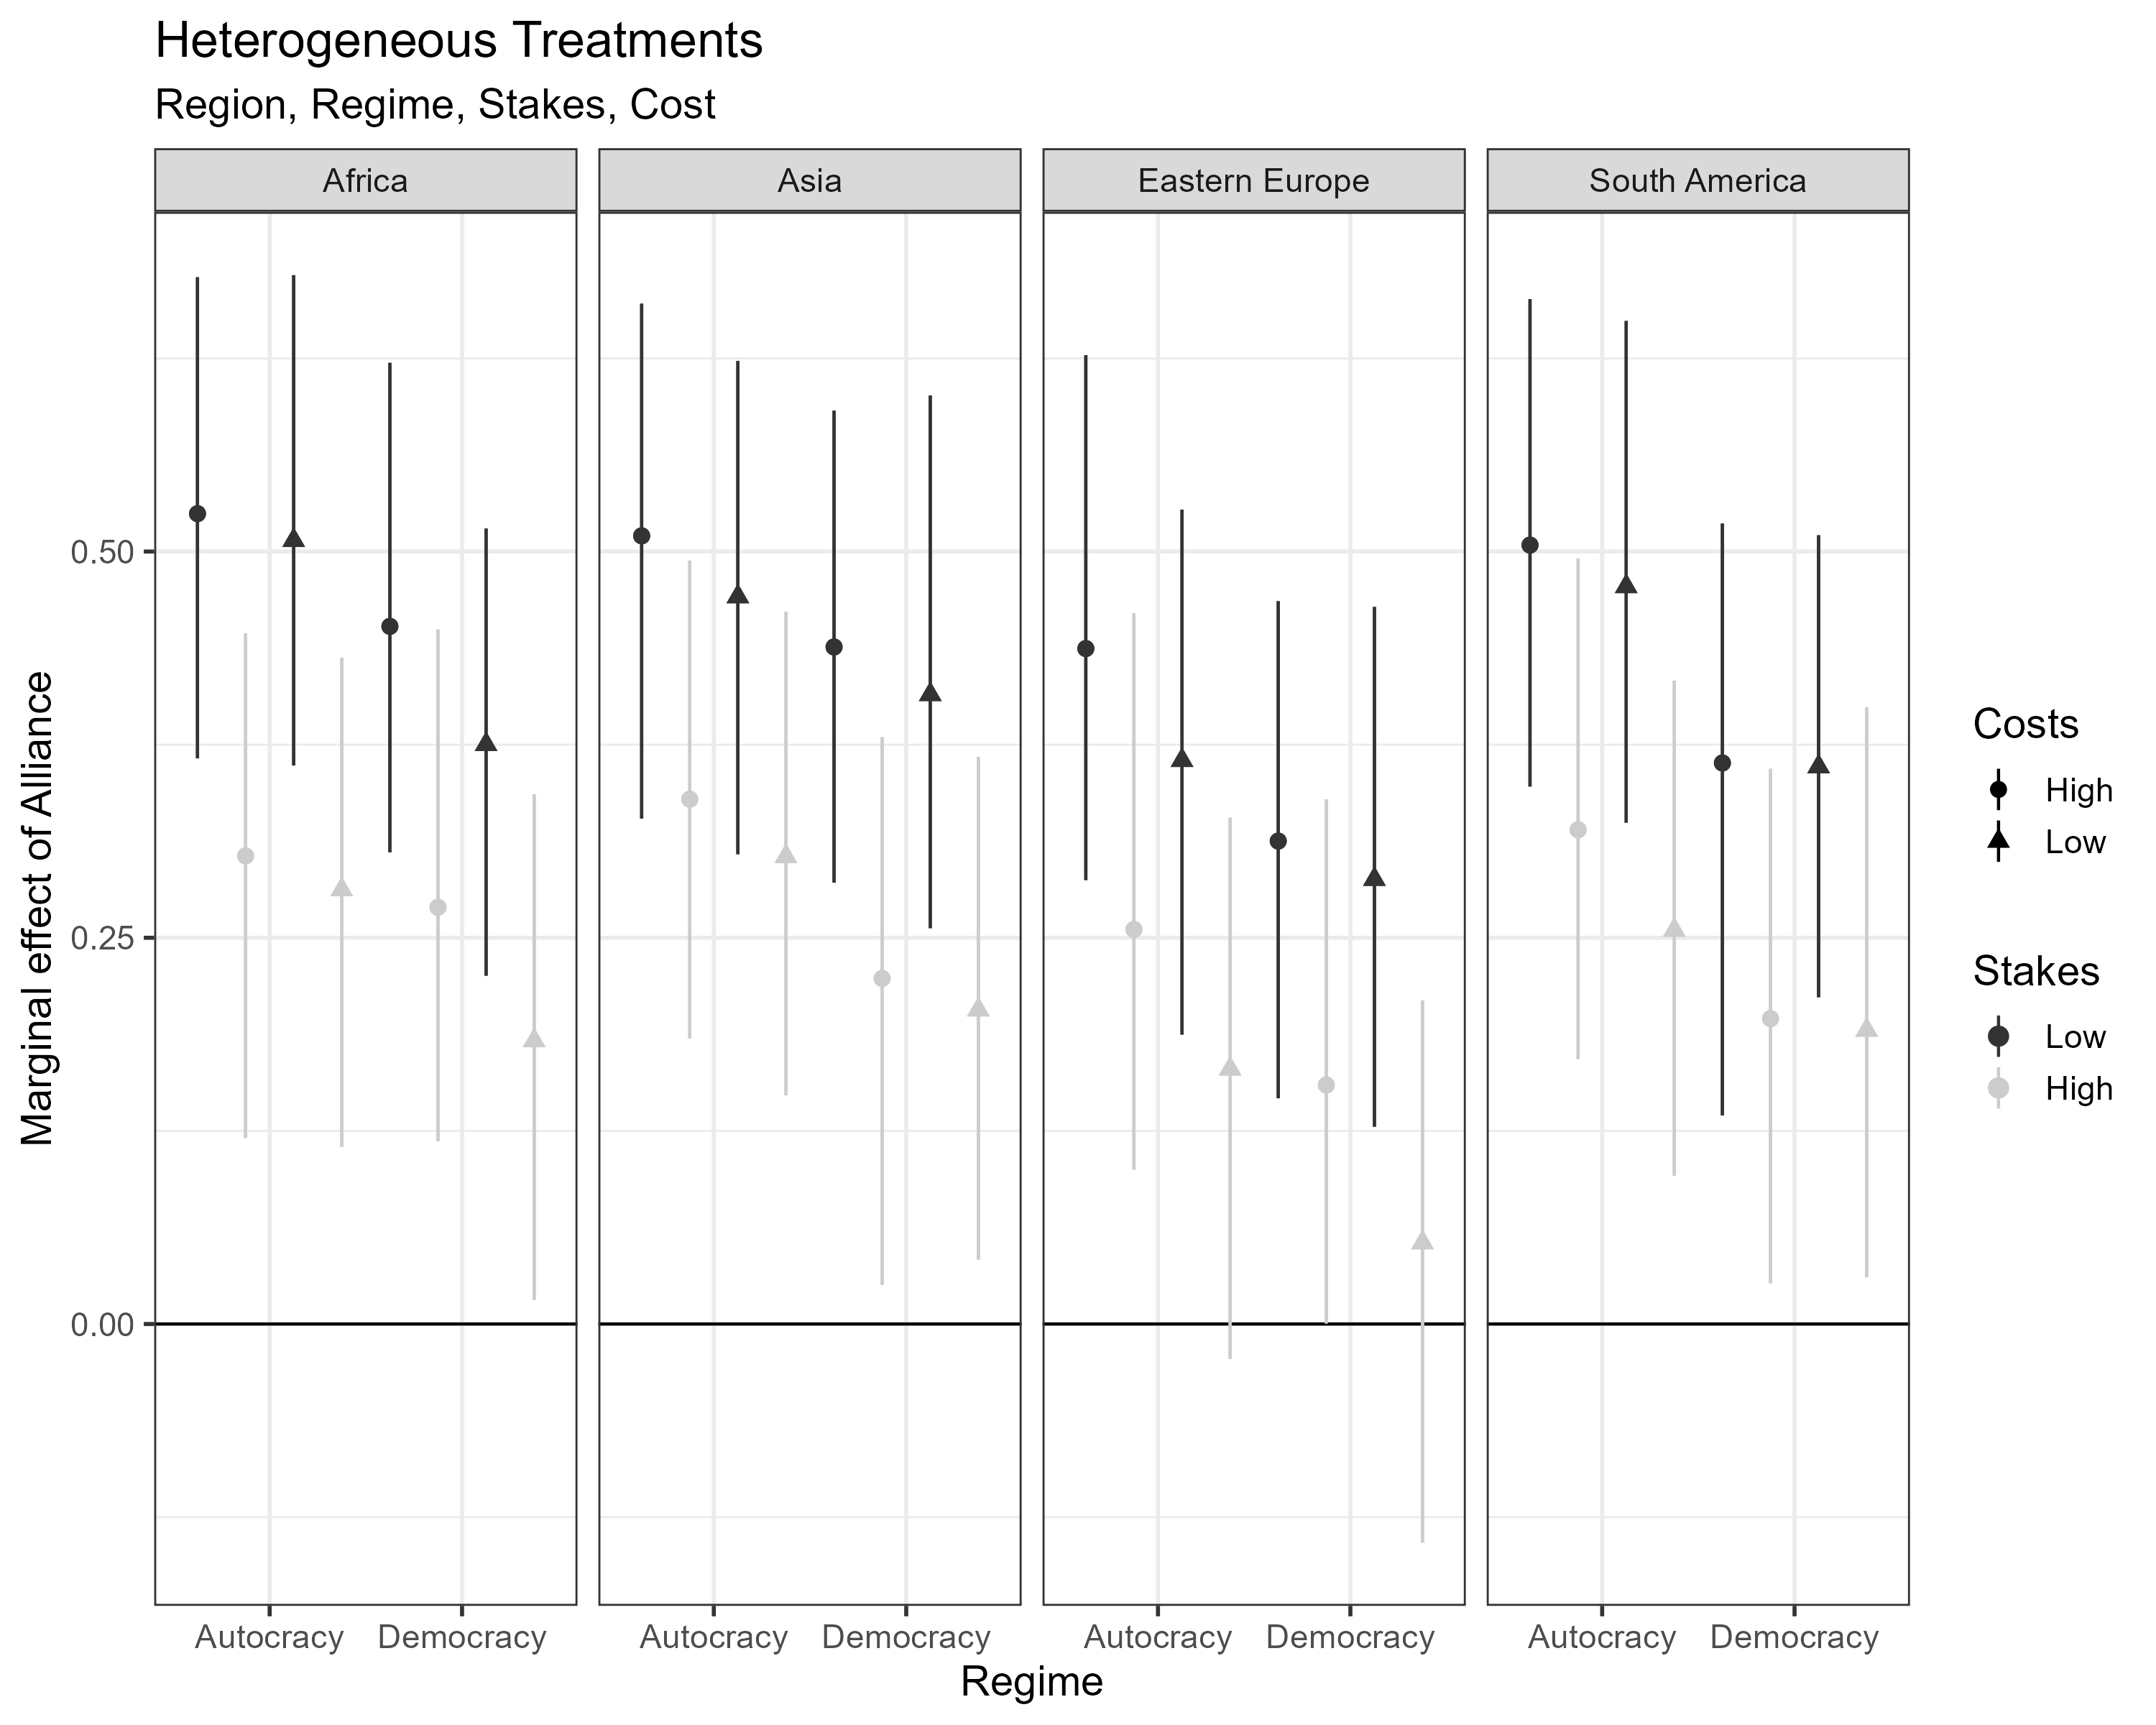 Heterogeneous Treatments
Region, Regime, Stakes, Cost
Africa
Asia
Eastern Europe
South America
Marginal effect of Alliance
0.50
0.25
0.00
Autocracy
Democracy
Autocracy
Democracy
Autocracy
Democracy
Autocracy
Democracy
Regime
Costs
High
Low
Stakes
Low
High